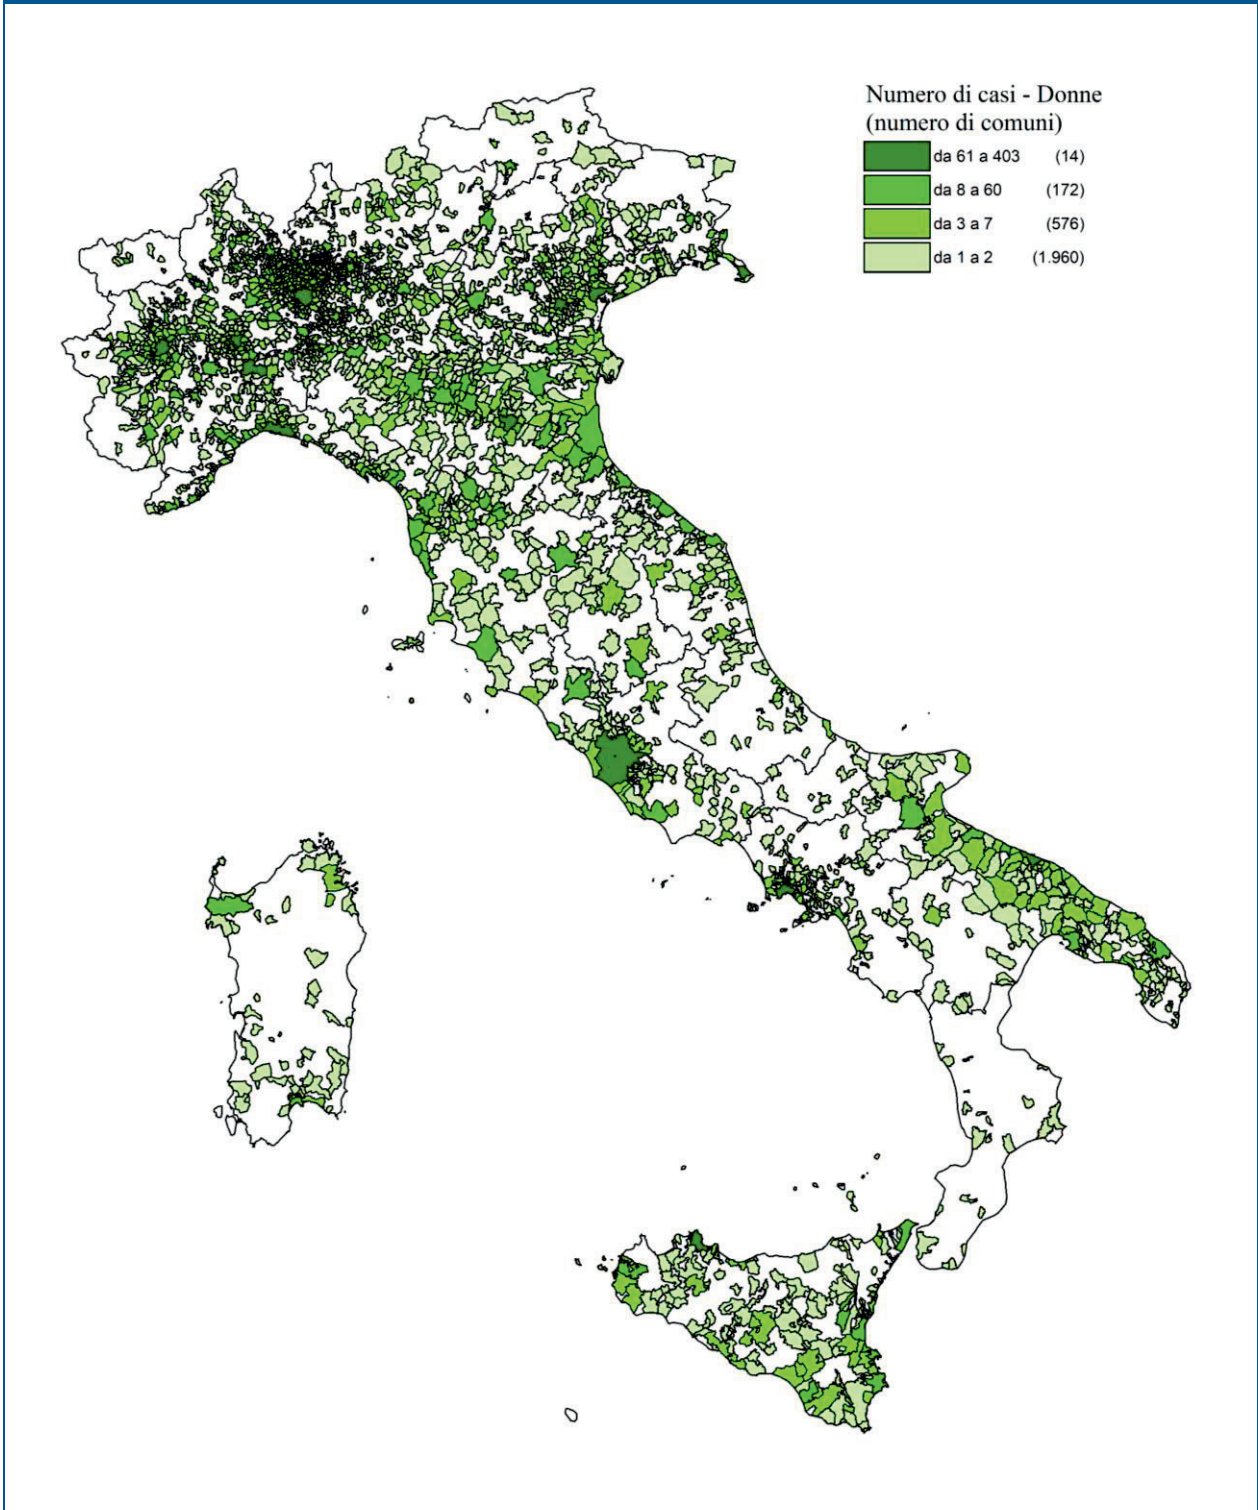 Numero di casi - Donne
(numero di comuni)
da 61 a 403 (14)
da 8 a 60 (172)
da 3 a 7 (576)
da 1 a 2 (1.960)